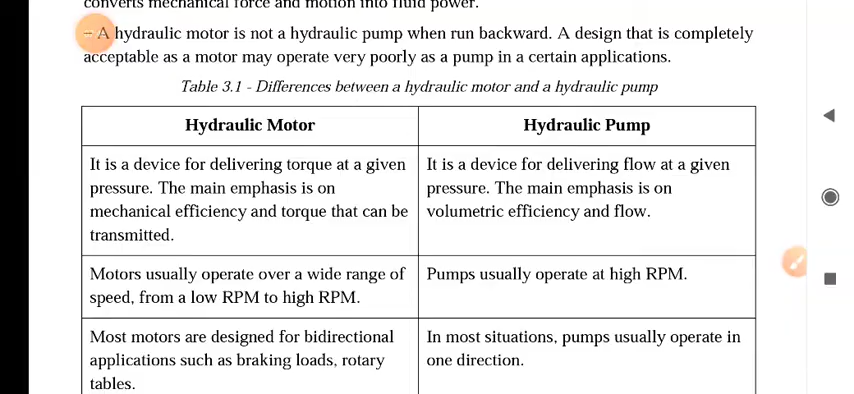 converts mechanical force and motion into fluid power.
– A hydraulic motor is not a hydraulic pump when run backward. A design that is completely
acceptable as a motor may operate very poorly as a pump in a certain applications.
Table 3.1 - Differences between a hydraulic motor and a hydraulic pump
Hydraulic Motor
Hydraulic Pump
It is a device for delivering torque at a given
pressure. The main emphasis is on
mechanical efficiency and torque that can be
transmitted.
It is a device for delivering flow at a given
pressure. The main emphasis is on
volumetric efficiency and flow.
Motors usually operate over a wide range of
speed, from a low RPM to high RPM.
Pumps usually operate at high RPM.
Most motors are designed for bidirectional
applications such as braking loads, rotary
tables.
In most situations, pumps usually operate in
one direction.